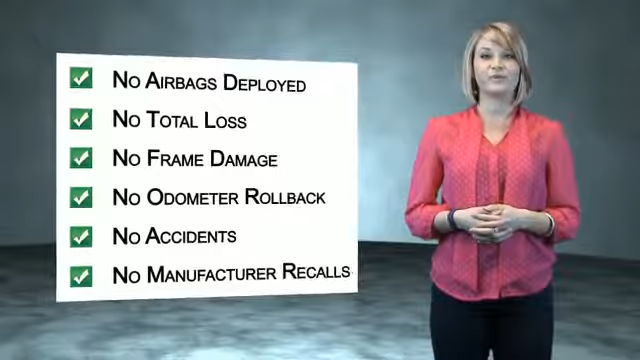 No Airbags Deployed
No Total Loss
No Frame Damage
No Odometer Rollback
No Accidents
No Manufacturer Recalls